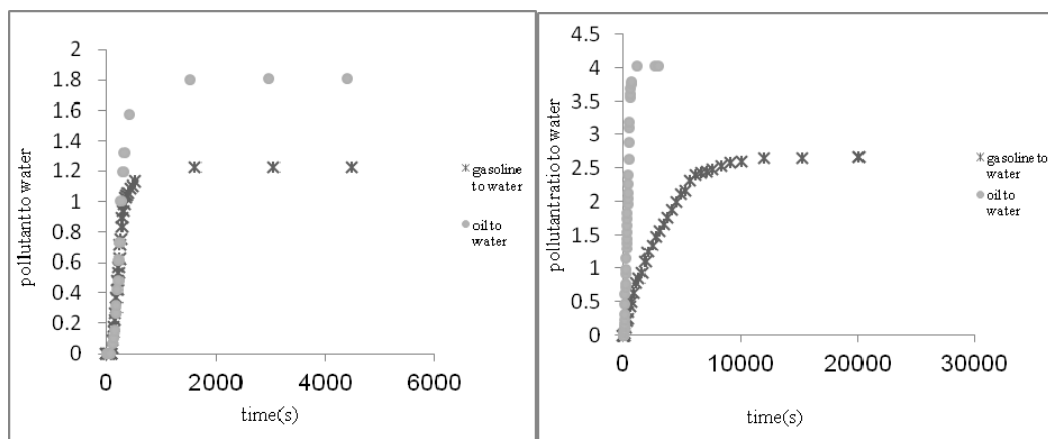 2
1.8
1.6
1.4
1.2
1
0.8
0.6
0.4
0.2
0
0
2000
4000
6000
pollutant to water
time(s)
gasoline
to water
oil to
water
4.5
4
3.5
3
2.5
2
1.5
1
0.5
0
0
10000
20000
30000
pollutant ratio to water
time(s)
gasoline to
water
oil to
water